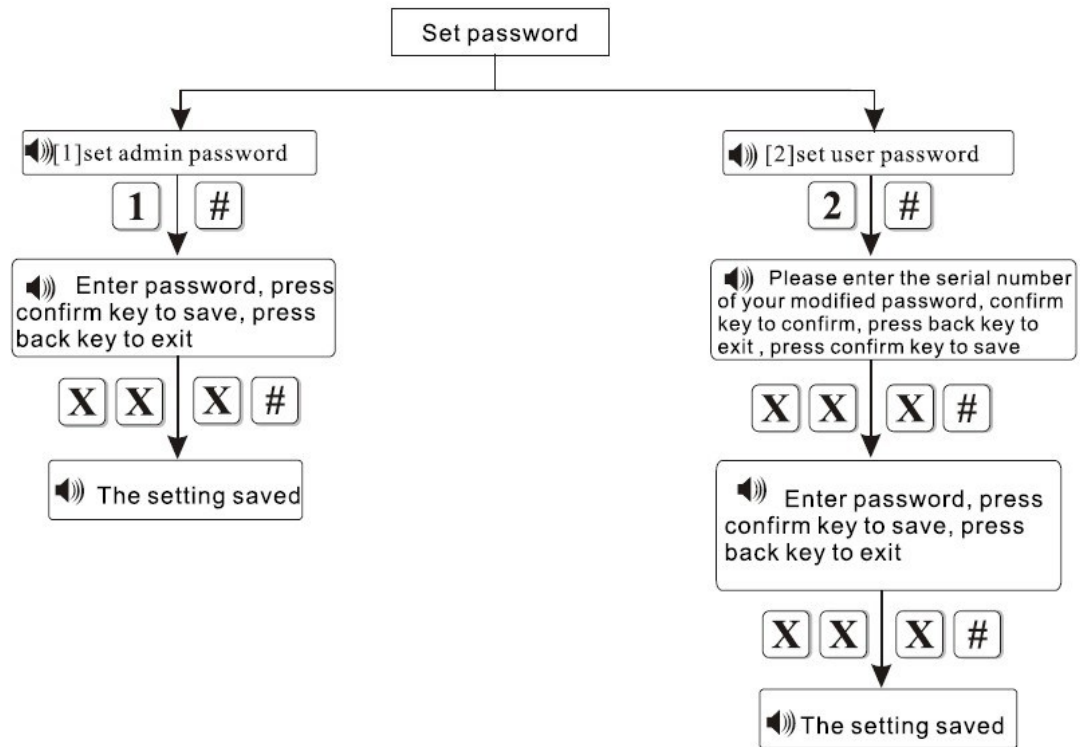 Set password
[1]set admin password
1 #
Enter password, press
confirm key to save, press
back key to exit
X X X #
The setting saved
[2]set user password
2 #
Please enter the serial number
of your modified password, confirm
key to confirm, press back key to
exit , press confirm key to save
X X X #
Enter password, press
confirm key to save, press
back key to exit
X X X #
The setting saved